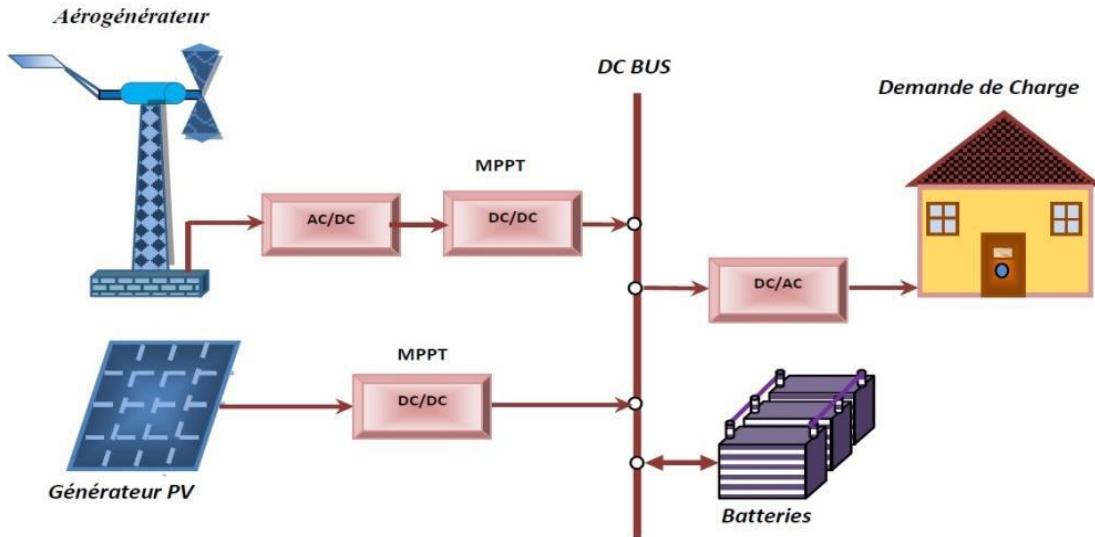 Aérogénérateur
DC BUS
Demande de Charge
MPPT
AC/DC
DC/DC
DC/AC
MPPT
DC/DC
Générateur PV
Batteries